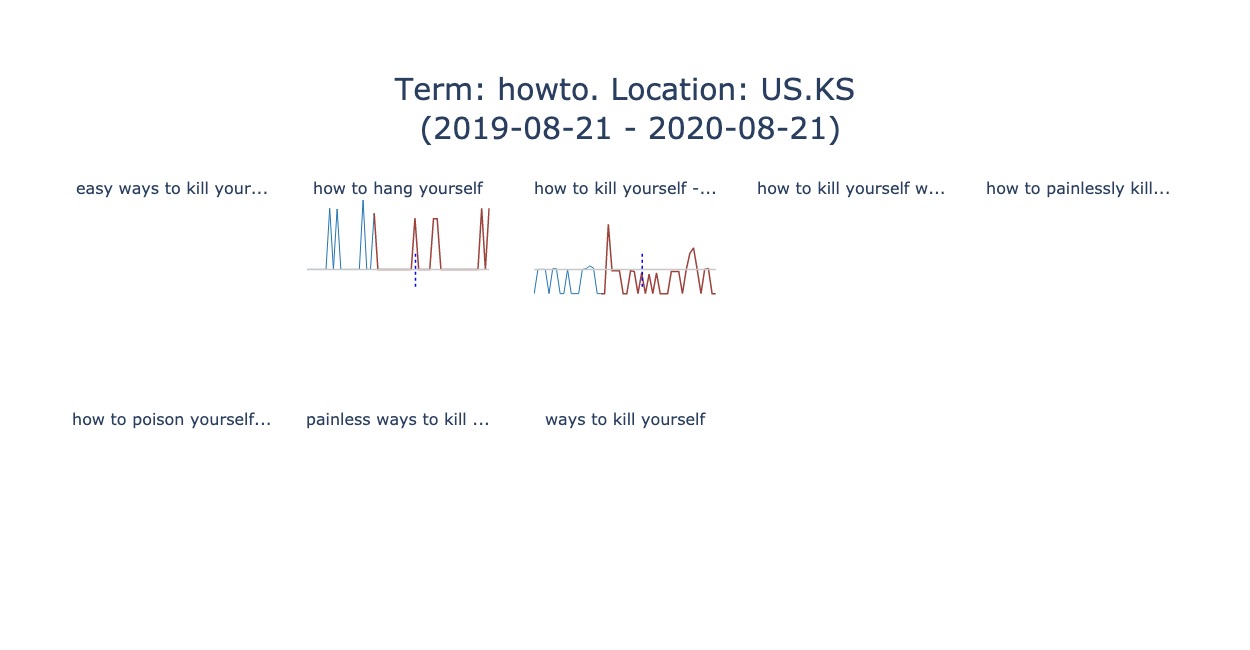 Term: howto. Location: US.KS
(2019-08-21 - 2020-08-21)
easy ways to kill your...
how to hang yourself
how to kill yourself -...
how to kill yourself w...
how to painlessly kill...
how to poison yourself...
painless ways to kill ...
ways to kill yourself